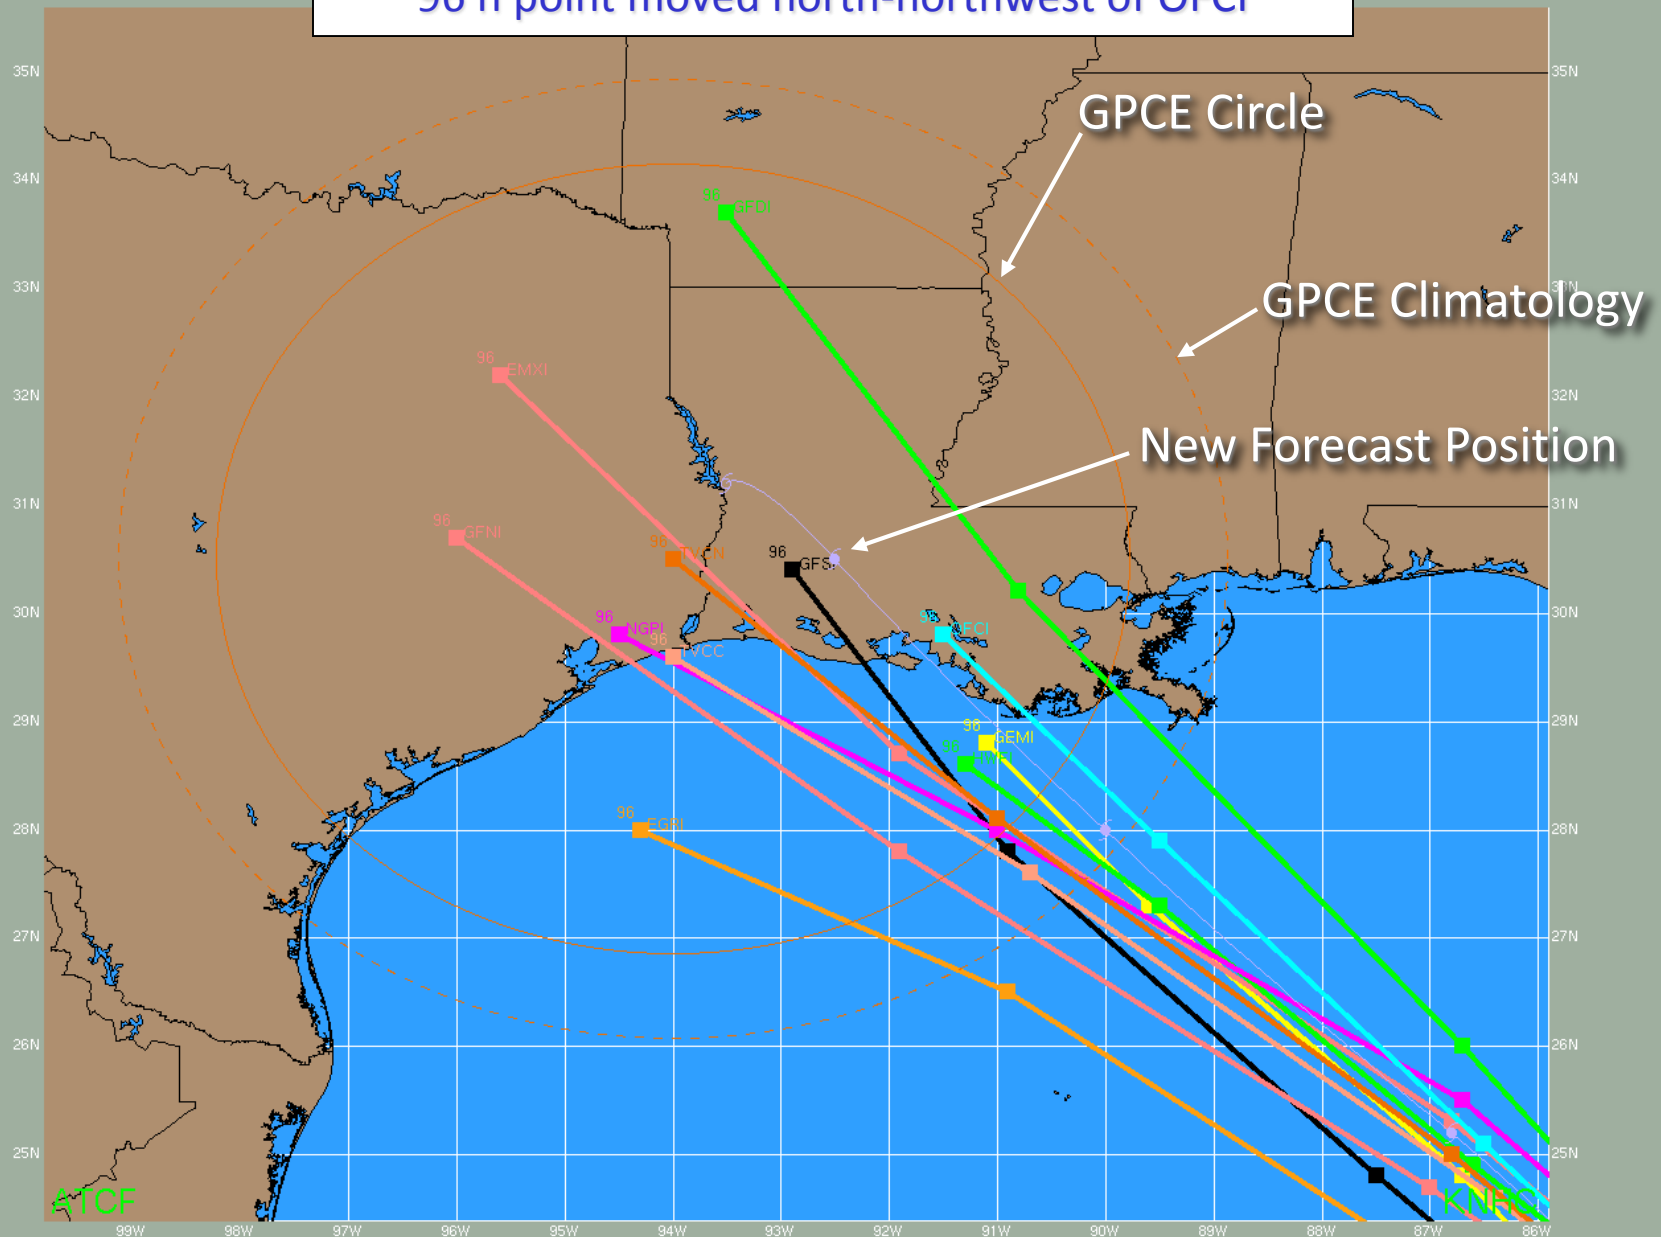 96 h point moved north-northwest of OFCI
35N
35N
GPCE Circle
34N
34N
96
GFDI
33N
33N
GPCE Climatology
96
EMXI
32N
32N
New Forecast Position
31N
31N
96
GFNI
96
TVCN
96
GFSI
96
NGPI
96
TVCC
96
OFCI
30N
30N
29N
29N
96
GEMI
96
HWFI
96
EGRI
28N
28N
27N
27N
26N
26N
25N
25N
ATCF
KNHC
99W
98W
97W
96W
95W
94W
93W
92W
91W
90W
89W
88W
87W
86W